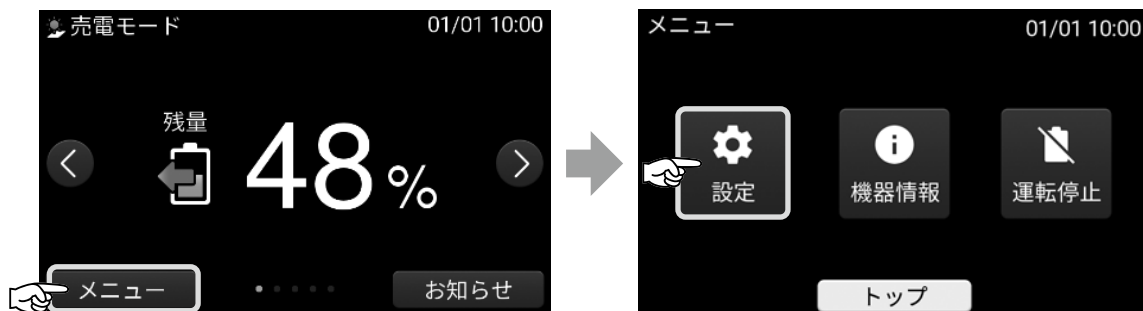 売電モード 01/01 10:00
残量
48%
メニュー お知らせ
メニュー 01/01 10:00
設定 機器情報 運転停止
トップ